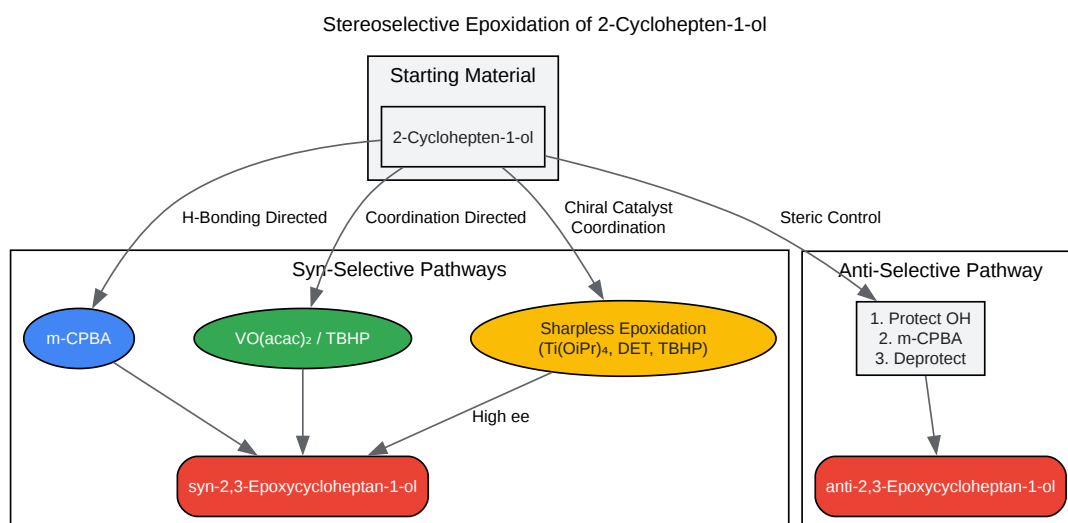 Stereoselective Epoxidation of 2-Cyclohepten-1-ol
Starting Material
2-Cyclohepten-1-ol
H-Bonding Directed
Coordination Directed
Chiral Catalyst
Coordination
Steric Control
Syn-Selective Pathways
Anti-Selective Pathway
m-CPBA
VO(acac)₂ / TBHP
Sharpless Epoxidation
(Ti(OiPr)₄, DET, TBHP)
1. Protect OH
2. m-CPBA
3. Deprotect
High ee
syn-2,3-Epoxycycloheptan-1-ol
anti-2,3-Epoxycycloheptan-1-ol